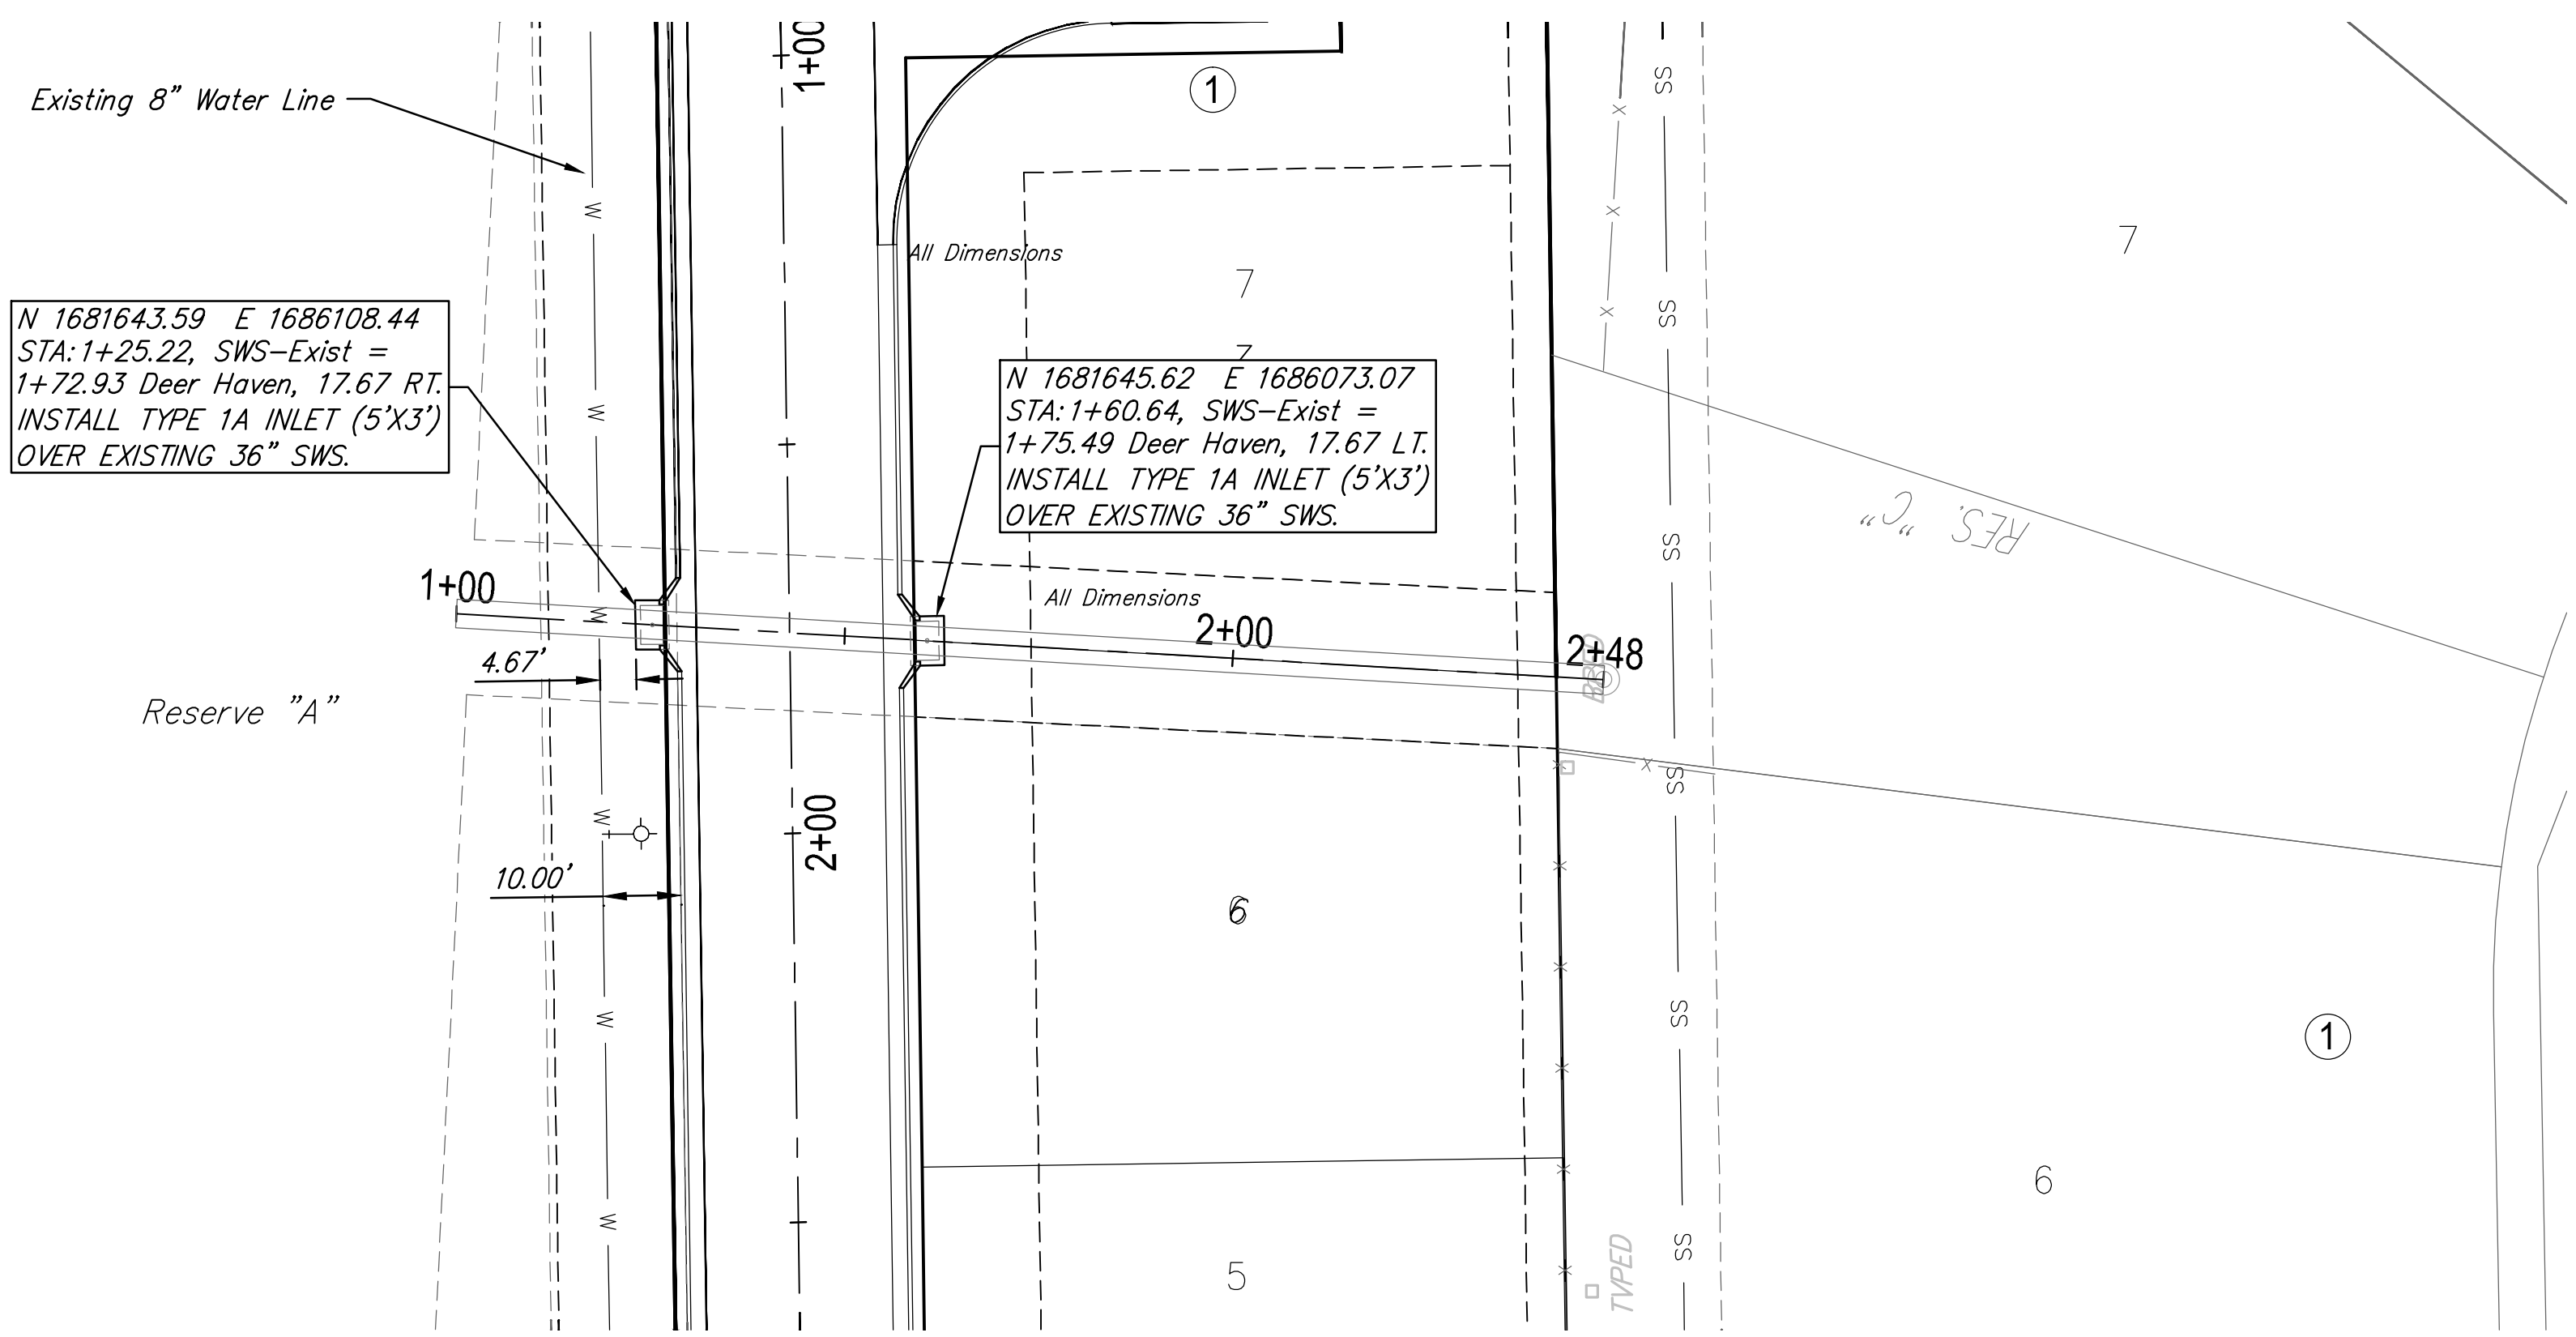 1+00
Existing 8" Water Line
1
SS
X
W
X
7
All Dimensions
7
N 1681643.59 E 1686108.44
STA:1+25.22, SWS-Exist =
1+72.93 Deer Haven, 17.67 RT.
INSTALL TYPE 1A INLET (5'X3')
OVER EXISTING 36" SWS.
X
SS
7
N 1681645.62 E 1686073.07
STA:1+60.64, SWS-Exist =
1+75.49 Deer Haven, 17.67 LT.
INSTALL TYPE 1A INLET (5'X3')
OVER EXISTING 36" SWS.
W
RES. "C"
SS
1+00
All Dimensions
W
2+00
2+48
4.67'
Reserve "A"
X
SS
W
2+00
10.00'
6
W
SS
1
6
W
SS
5
TVPED